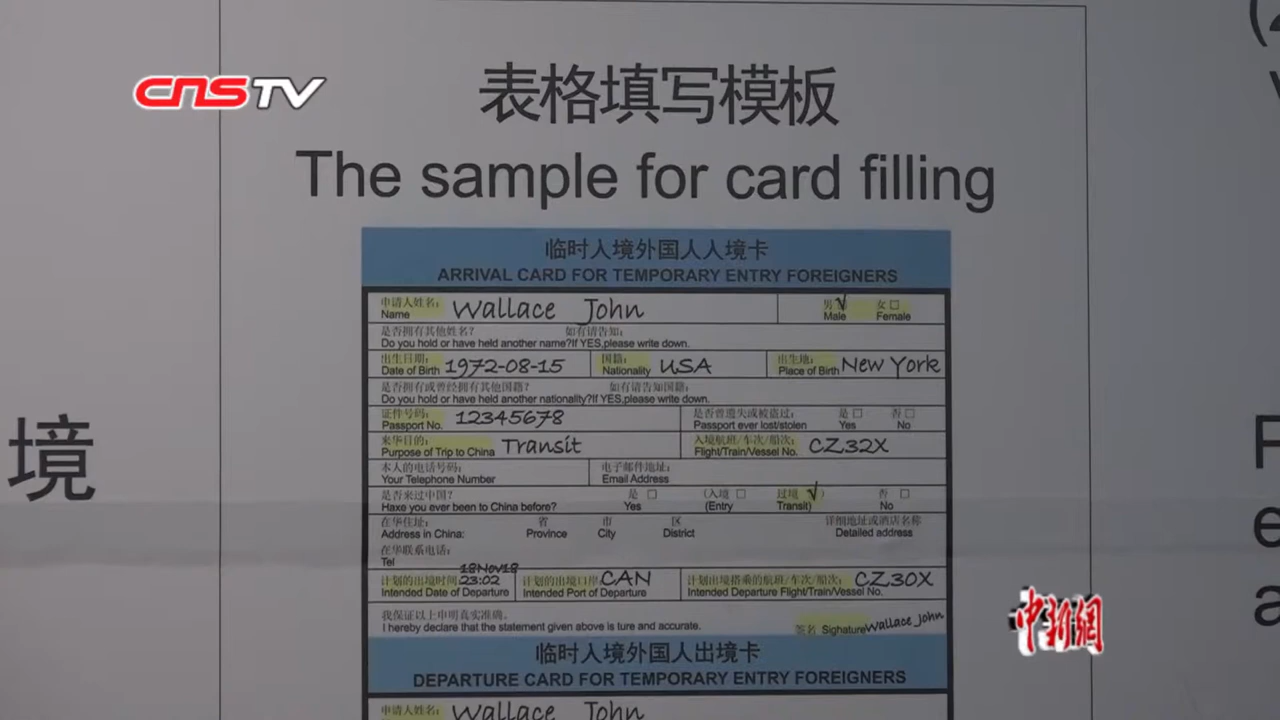 CNSTV
表格填写模板
The sample for card filling
临时入境外国人入境卡
ARRIVAL CARD FOR TEMPORARY ENTRY FOREIGNERS
申请人姓名: Wallace John 男 √ 女 □
Name Male Female
是否拥有其他姓名? 如有请告知:
Do you hold or have held another name?If YES,please write down.
出生日期: 1972-08-15 国籍: USA 出生地: New York
Date of Birth Nationality Place of Birth
是否拥有或曾经拥有其他国籍? 如有请告知国籍:
Do you hold or have held another nationality?If YES,please write down.
证件号码: 12345678 是否曾遗失或被盗过: 是 □ 否 □
Passport No. Passport ever lost/stolen Yes No
来华目的: Transit 入境航班/车次/船次: CZ32X
Purpose of Trip to China Flight/Train/Vessel No.
本人的电话号码: 电子邮件地址:
Your Telephone Number Email Address
是否来过中国? 是 □ (入境 □ 过境 √ ) 否 □
Have you ever been to China before? Yes (Entry Transit) No
在华住址: 省 市 区 详细地址或酒店名称
Address in China: Province City District Detailed address
在华联系电话:
Tel
18Nov18
计划的出境时间 23:02 计划的出境口岸 CAN 计划出境搭乘的航班/车次/船次: CZ30X
Intended Date of Departure Intended Port of Departure Intended Departure Flight/Train/Vessel No.
我保证以上申明真实准确。
I hereby declare that the statement given above is ture and accurate. 签名 Sighature Wallace John
临时入境外国人出境卡
DEPARTURE CARD FOR TEMPORARY ENTRY FOREIGNERS
申请人姓名: Wallace John
境
中新網